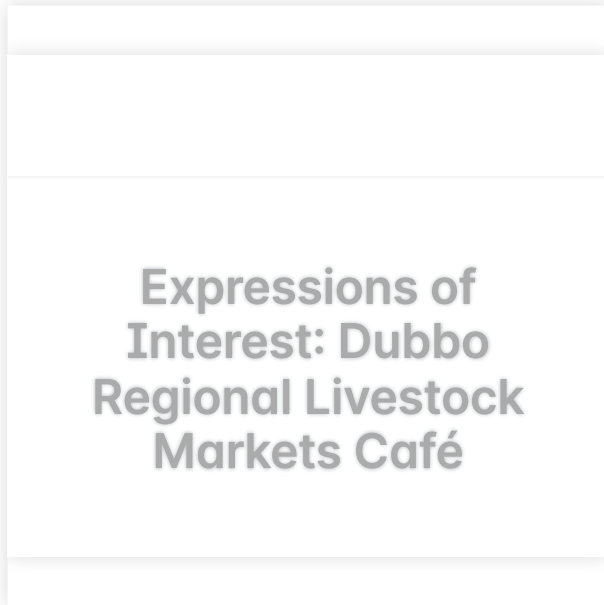 Expressions of
Interest: Dubbo
Regional Livestock
Markets Café